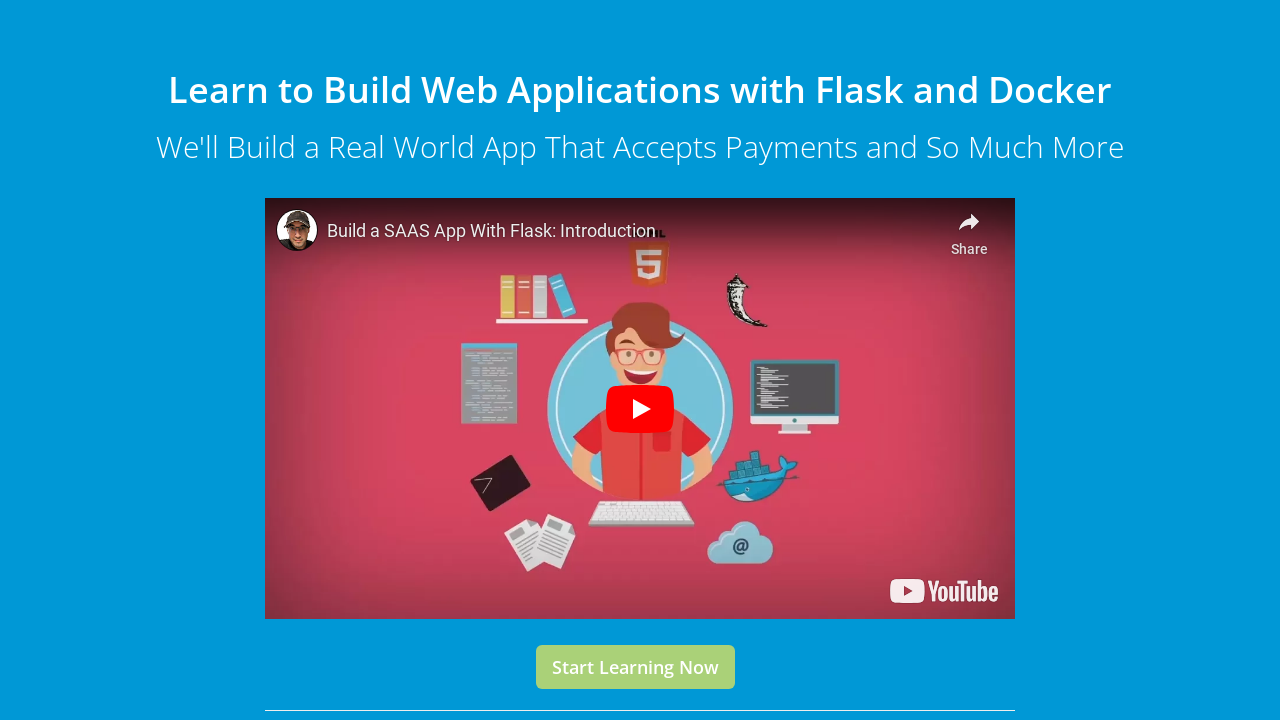 Learn to Build Web Applications with Flask and Docker
We'll Build a Real World App That Accepts Payments and So Much More
Build a SAAS App With Flask: Introduction
Share
5
@
YouTube
Start Learning Now